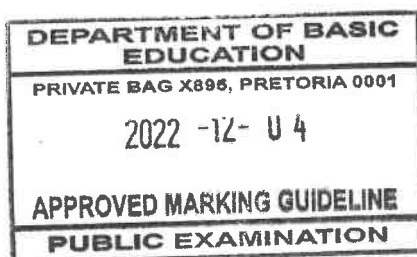 DEPARTMENT OF BASIC
EDUCATION
PRIVATE BAG X895, PRETORIA 0001
2022 -12- 04
APPROVED MARKING GUIDELINE
PUBLIC EXAMINATION